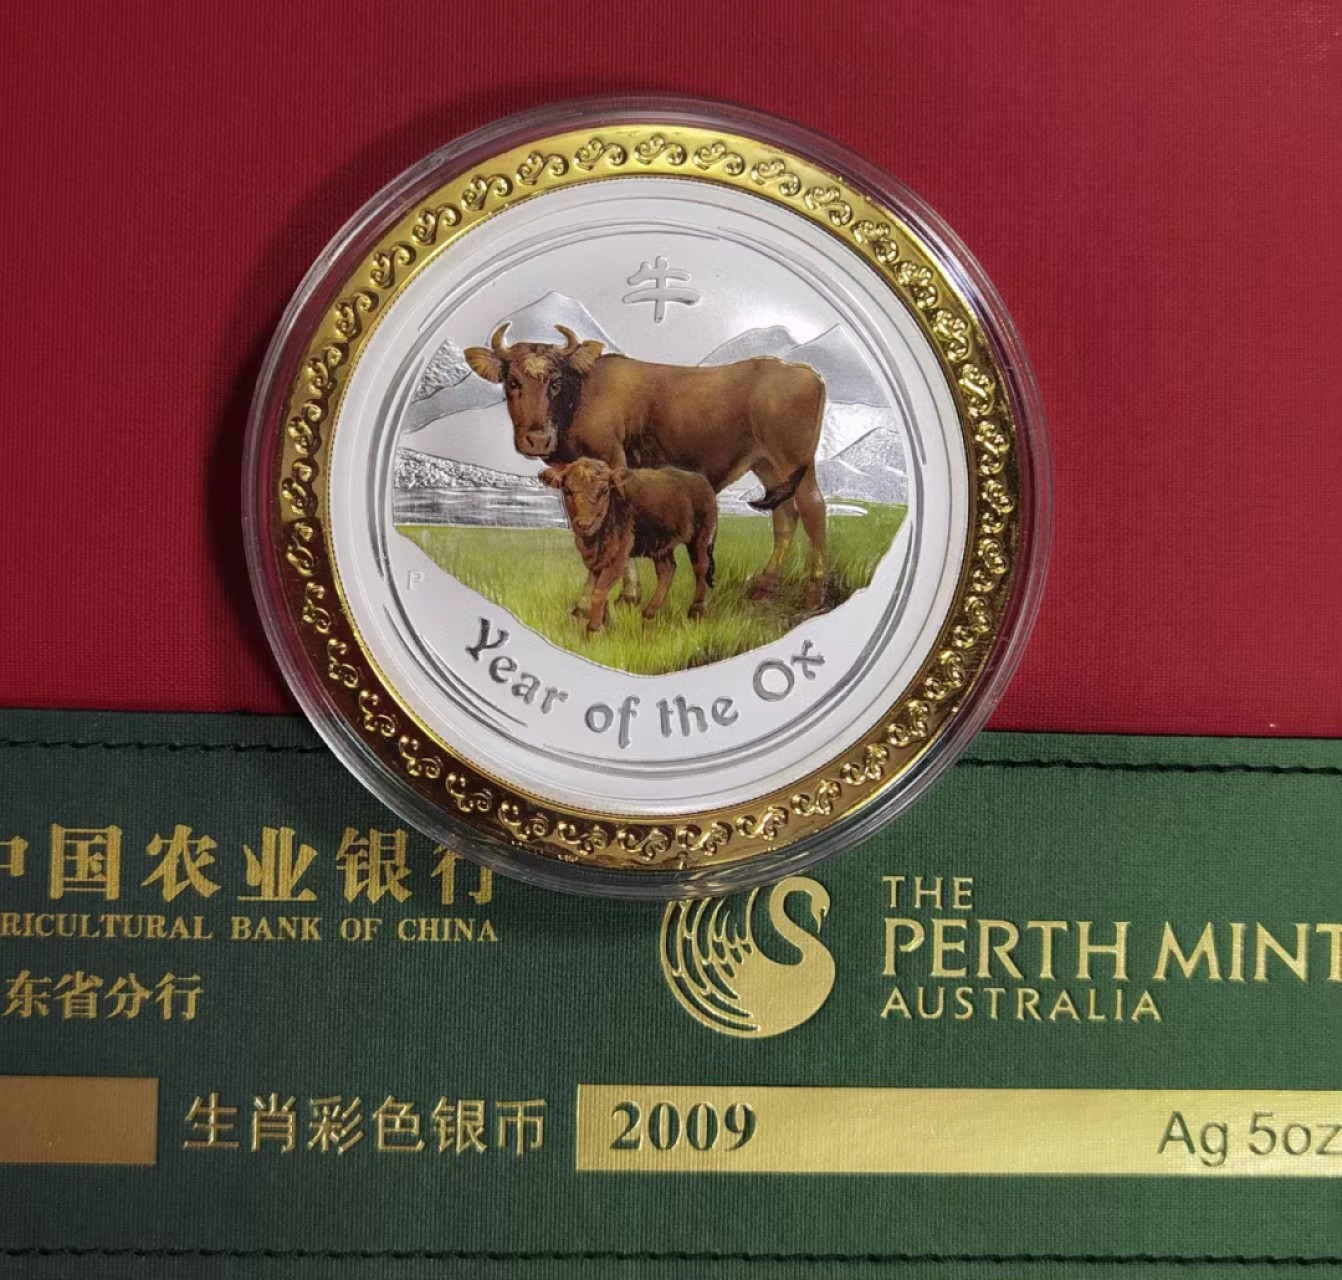 牛
P
Year of the Ox
中国农业银行
RICULTURAL BANK OF CHINA
东省分行
THE
PERTH MINT
AUSTRALIA
生肖彩色银币
2009
Ag 5oz